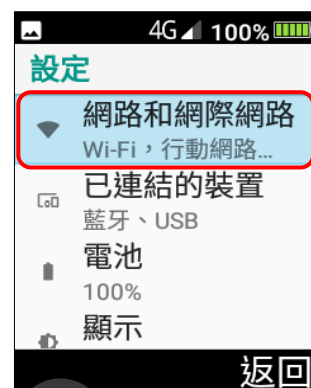 4G 100%
設定
網路和網際網路
Wi-Fi，行動網路...
已連結的裝置
藍牙、USB
電池
100%
顯示
返回